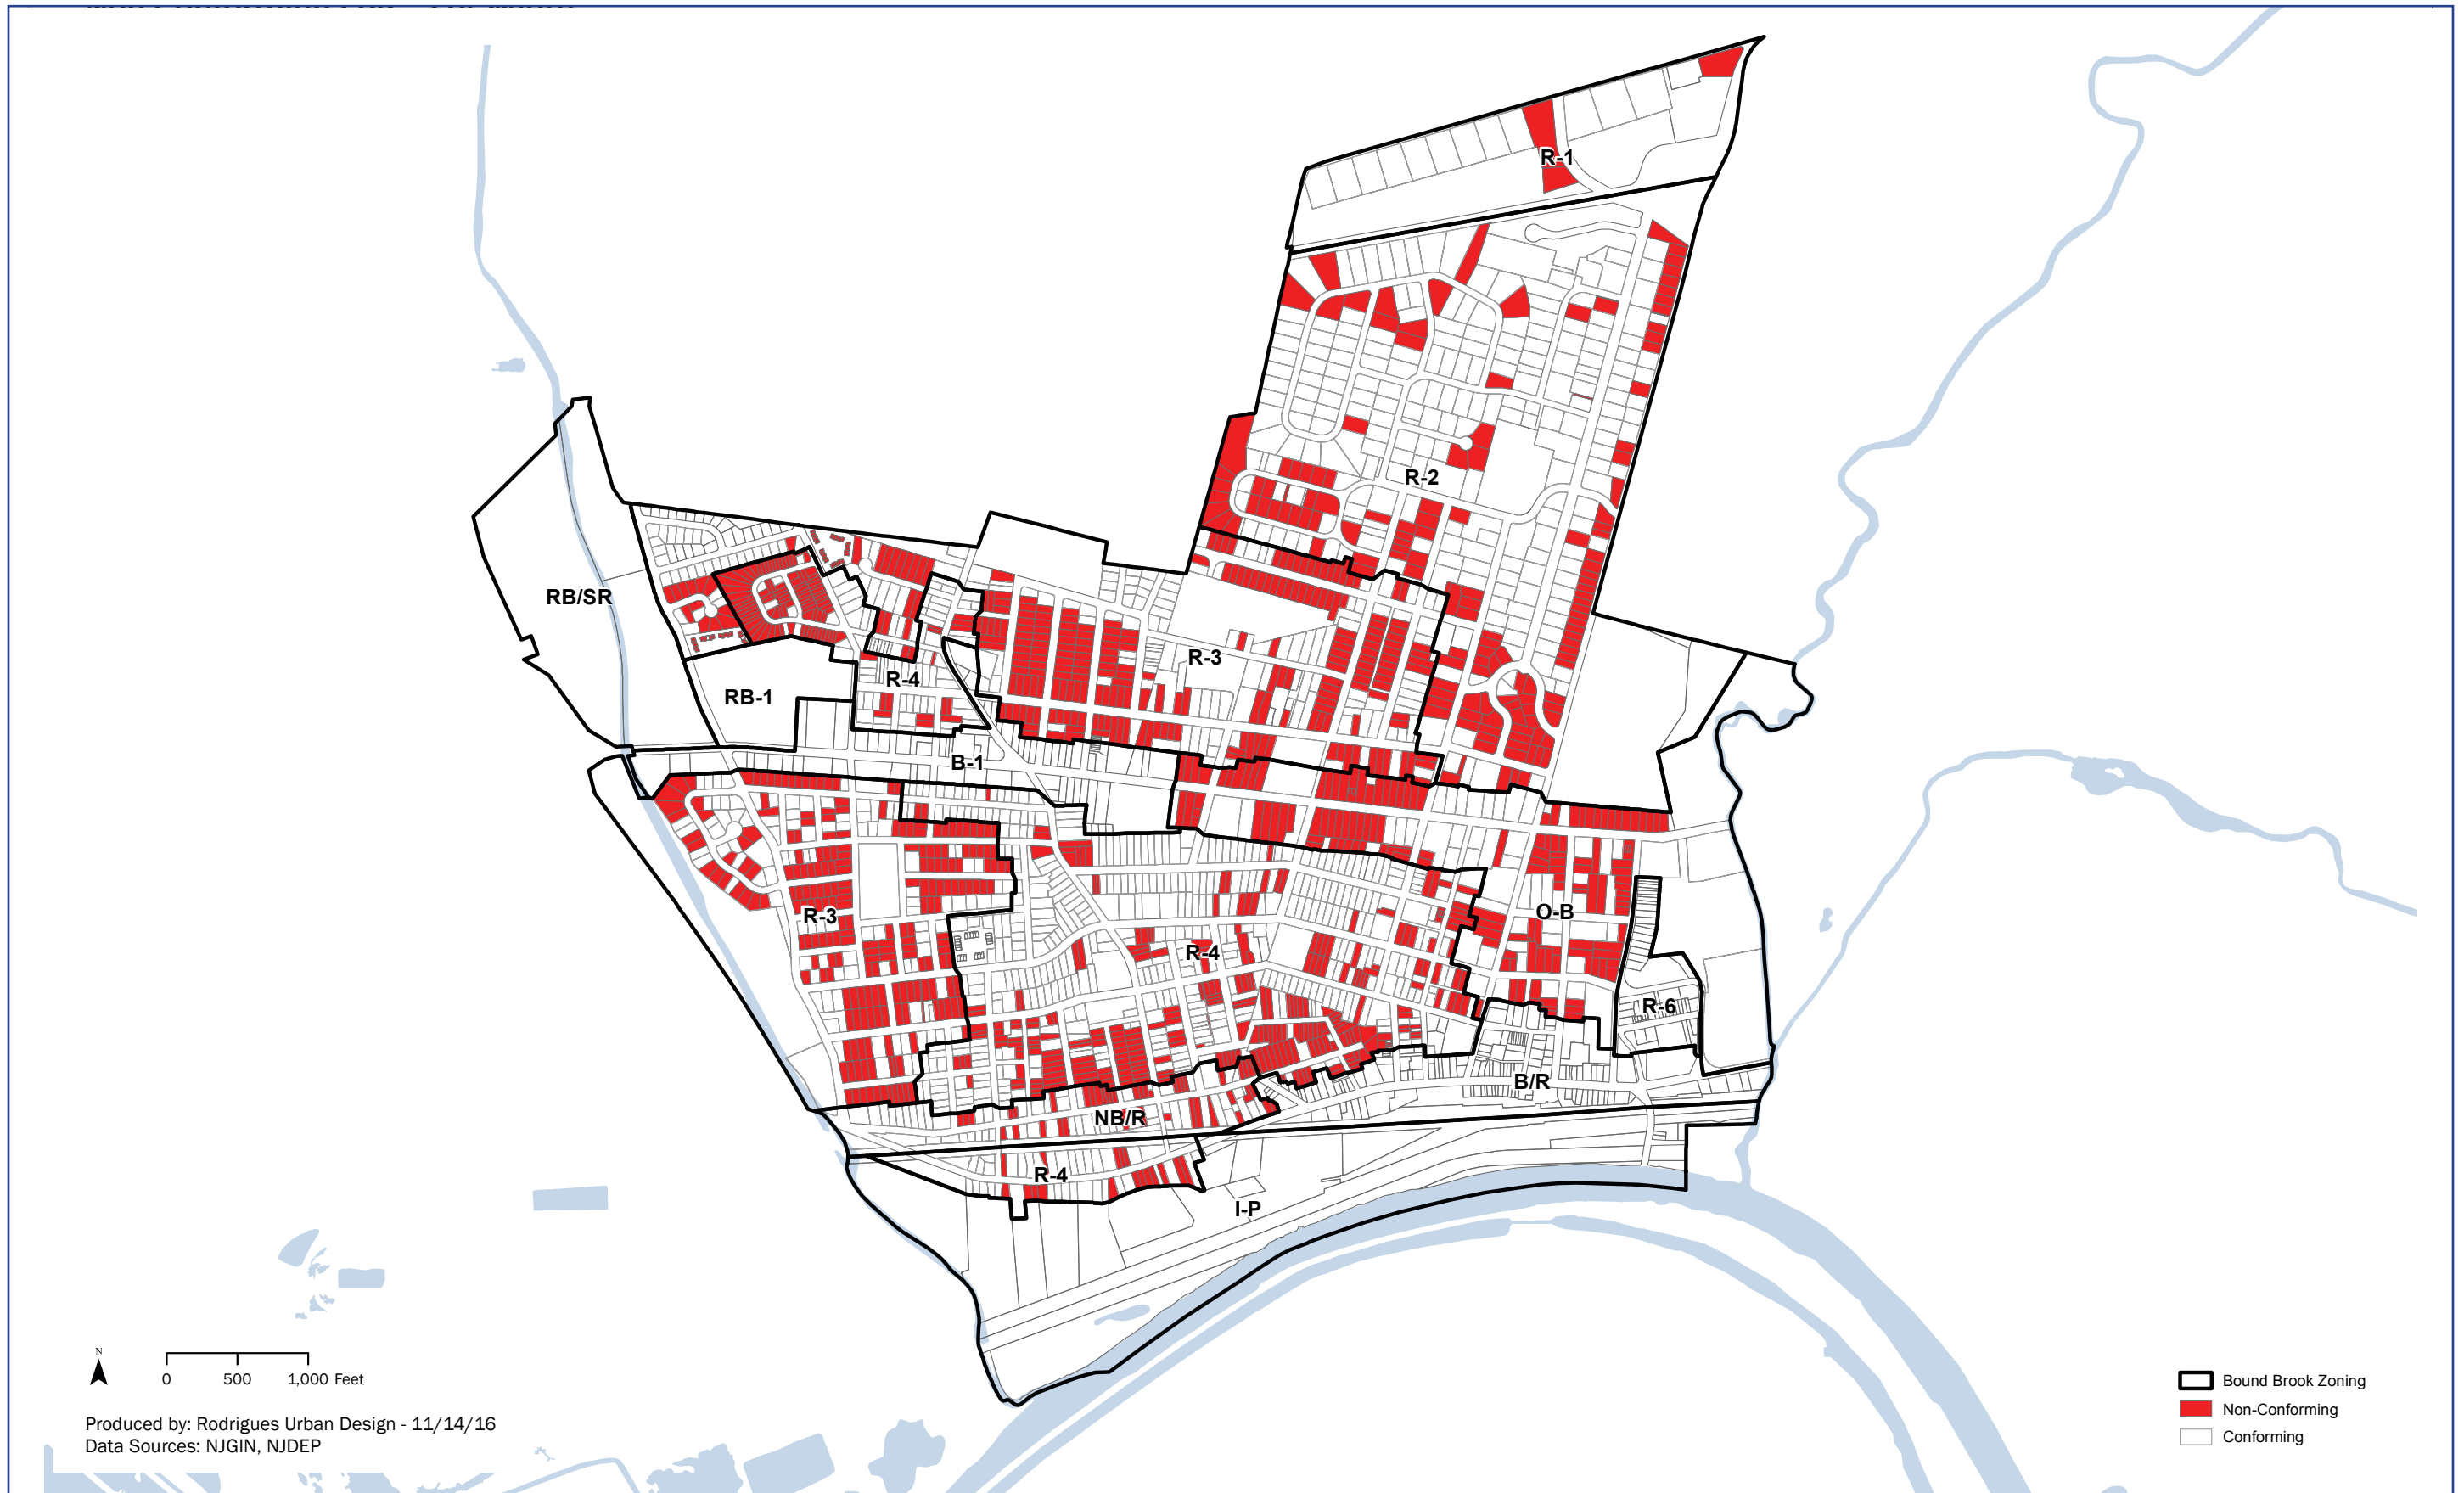 R-1
R-2
RB/SR
R-3
R-4
RB-1
B-1
R-3
O-B
R-4
R-6
B/R
NB/R
R-4
I-P
N
0 500 1,000 Feet
Produced by: Rodrigues Urban Design - 11/14/16
Data Sources: NJGIN, NJDEP
Bound Brook Zoning
Non-Conforming
Conforming